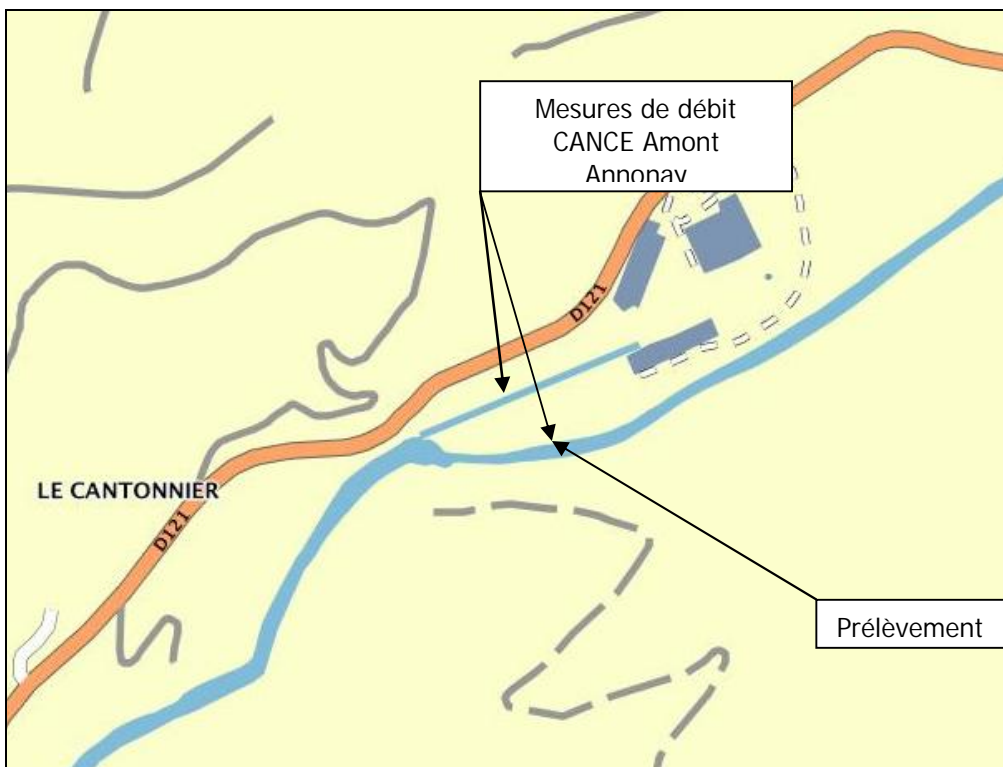 Mesures de débit
CANCE Amont
Annonay
D121
LE CANTONNIER
D121
Prélèvement